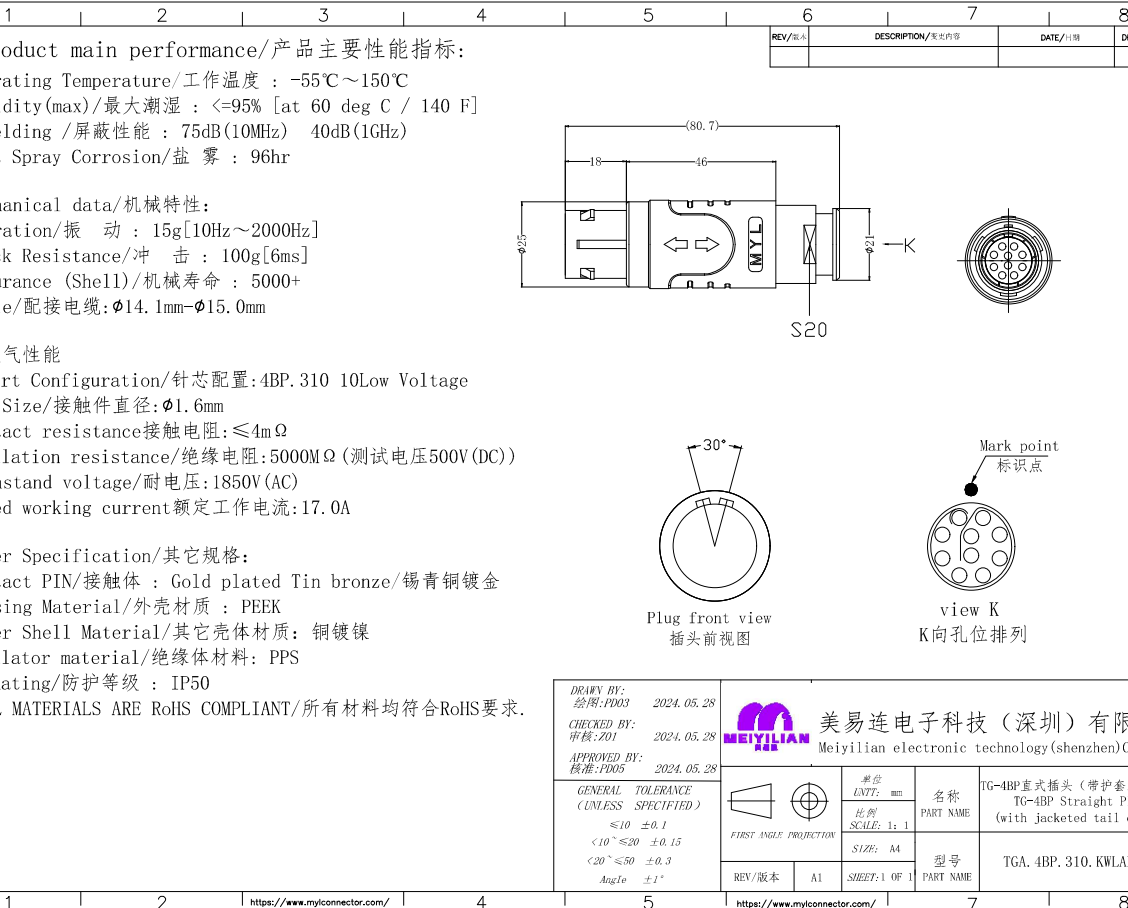 1 2 3 4 5 6 7 8
REV/版本 DESCRIPTION/变更内容 DATE/日期
oduct main performance/产品主要性能指标:
rating Temperature/工作温度 : -55℃~150℃
idity(max)/最大潮湿 : <=95% [at 60 deg C / 140 F]
elding /屏蔽性能 : 75dB(10MHz) 40dB(1GHz)
. Spray Corrosion/盐 雾 : 96hr
hanical data/机械特性:
ration/振 动 : 15g[10Hz~2000Hz]
k Resistance/冲 击 : 100g[6ms]
urance (Shell)/机械寿命 : 5000+
e/配接电缆:Φ14.1mm-Φ15.0mm
气性能
rt Configuration/针芯配置:4BP.310 10Low Voltage
Size/接触件直径:Φ1.6mm
act resistance接触电阻:≤4mΩ
lation resistance/绝缘电阻:5000MΩ(测试电压500V(DC))
nstand voltage/耐电压:1850V(AC)
ed working current额定工作电流:17.0A
er Specification/其它规格:
act PIN/接触体 : Gold plated Tin bronze/锡青铜镀金
sing Material/外壳材质 : PEEK
er Shell Material/其它壳体材质: 铜镀镍
lator material/绝缘体材料: PPS
ating/防护等级 : IP50
MATERIALS ARE RoHS COMPLIANT/所有材料均符合RoHS要求.
(80.7)
18 46
Φ25
MYL
Φ21
K
S20
30°
Plug front view
插头前视图
Mark point
标识点
view K
K向孔位排列
DRAWN BY:
绘图:PD03 2024.05.28
CHECKED BY:
审核:Z01 2024.05.28
APPROVED BY:
核准:PD05 2024.05.28
GENERAL TOLERANCE
(UNLESS SPECIFIED)
≤10 ±0.1
<10~≤20 ±0.15
<20~≤50 ±0.3
Angle ±1°
MEIYILIAN
美易连
美易连电子科技（深圳）有限
Meiyilian electronic technology(shenzhen)C
FIRST ANGLE PROJECTION
REV/版本 A1
单位
UNTT: mm
比例
SCALE: 1: 1
SIZE: A4
SHEET:1 OF 1
名称
PART NAME
TG-4BP直式插头（带护套
TG-4BP Straight P
(with jacketed tail
型号
PART NAME
TGA.4BP.310.KWLA
1 2 https://www.mylconnector.com/ 4 5 https://www.mylconnector.com/ 7 8